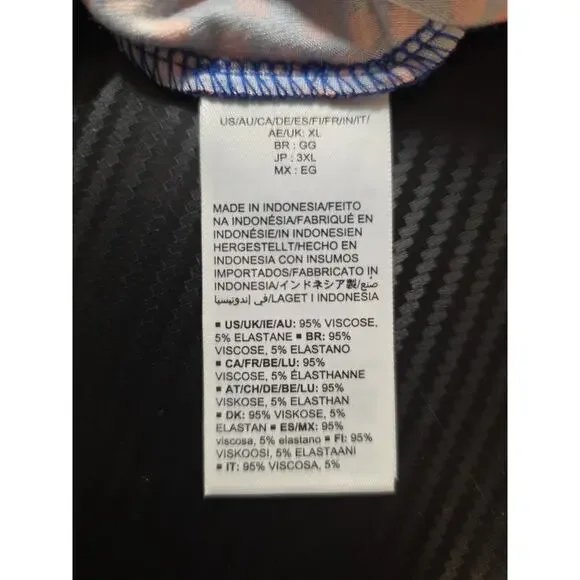 US/AU/CA/DE/ES/FI/FR/IN/IT/
AE/UK: XL
BR : GG
JP : 3XL
MX : EG
MADE IN INDONESIA/FEITO
NA INDONÉSIA/FABRIQUÉ EN
INDONÉSIE/IN INDONESIEN
HERGESTELLT/HECHO EN
INDONESIA CON INSUMOS
IMPORTADOS/FABBRICATO IN
INDONESIA/インドネシア製/صُنع
في إندونيسيا/LAGET I INDONESIA
▪ US/UK/IE/AU: 95% VISCOSE,
5% ELASTANE ▪ BR: 95%
VISCOSE, 5% ELASTANO
▪ CA/FR/BE/LU: 95%
VISCOSE, 5% ÉLASTHANNE
▪ AT/CH/DE/BE/LU: 95%
VISKOSE, 5% ELASTHAN
▪ DK: 95% VISKOSE, 5%
ELASTAN ▪ ES/MX: 95%
viscosa, 5% elastano ▪ FI: 95%
VISKOOSI, 5% ELASTAANI
▪ IT: 95% VISCOSA, 5%